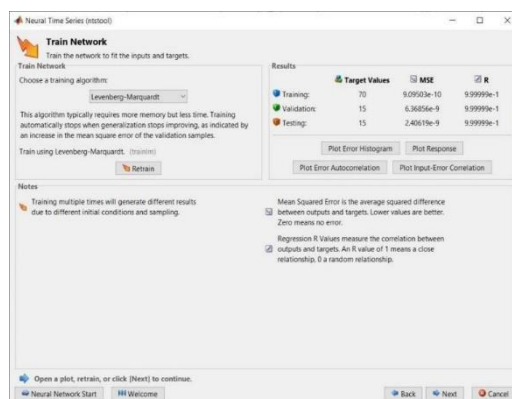 Neural Time Series (ntstool)
Train Network
Train the network to fit the inputs and targets.
Train Network
Choose a training algorithm:
Levenberg-Marquardt
This algorithm typically requires more memory but less time. Training
automatically stops when generalization stops improving, as indicated by
an increase in the mean square error of the validation samples.
Train using Levenberg-Marquardt. (trainlm)
Retrain
Results
Target Values MSE R
Training: 70 9.09503e-10 9.99999e-1
Validation: 15 6.36856e-9 9.99999e-1
Testing: 15 2.40619e-9 9.99999e-1
Plot Error Histogram Plot Response
Plot Error Autocorrelation Plot Input-Error Correlation
Notes
Training multiple times will generate different results
due to different initial conditions and sampling.
Mean Squared Error is the average squared difference
between outputs and targets. Lower values are better.
Zero means no error.
Regression R Values measure the correlation between
outputs and targets. An R value of 1 means a close
relationship, 0 a random relationship.
Open a plot, retrain, or click [Next] to continue.
Neural Network Start Welcome Back Next Cancel